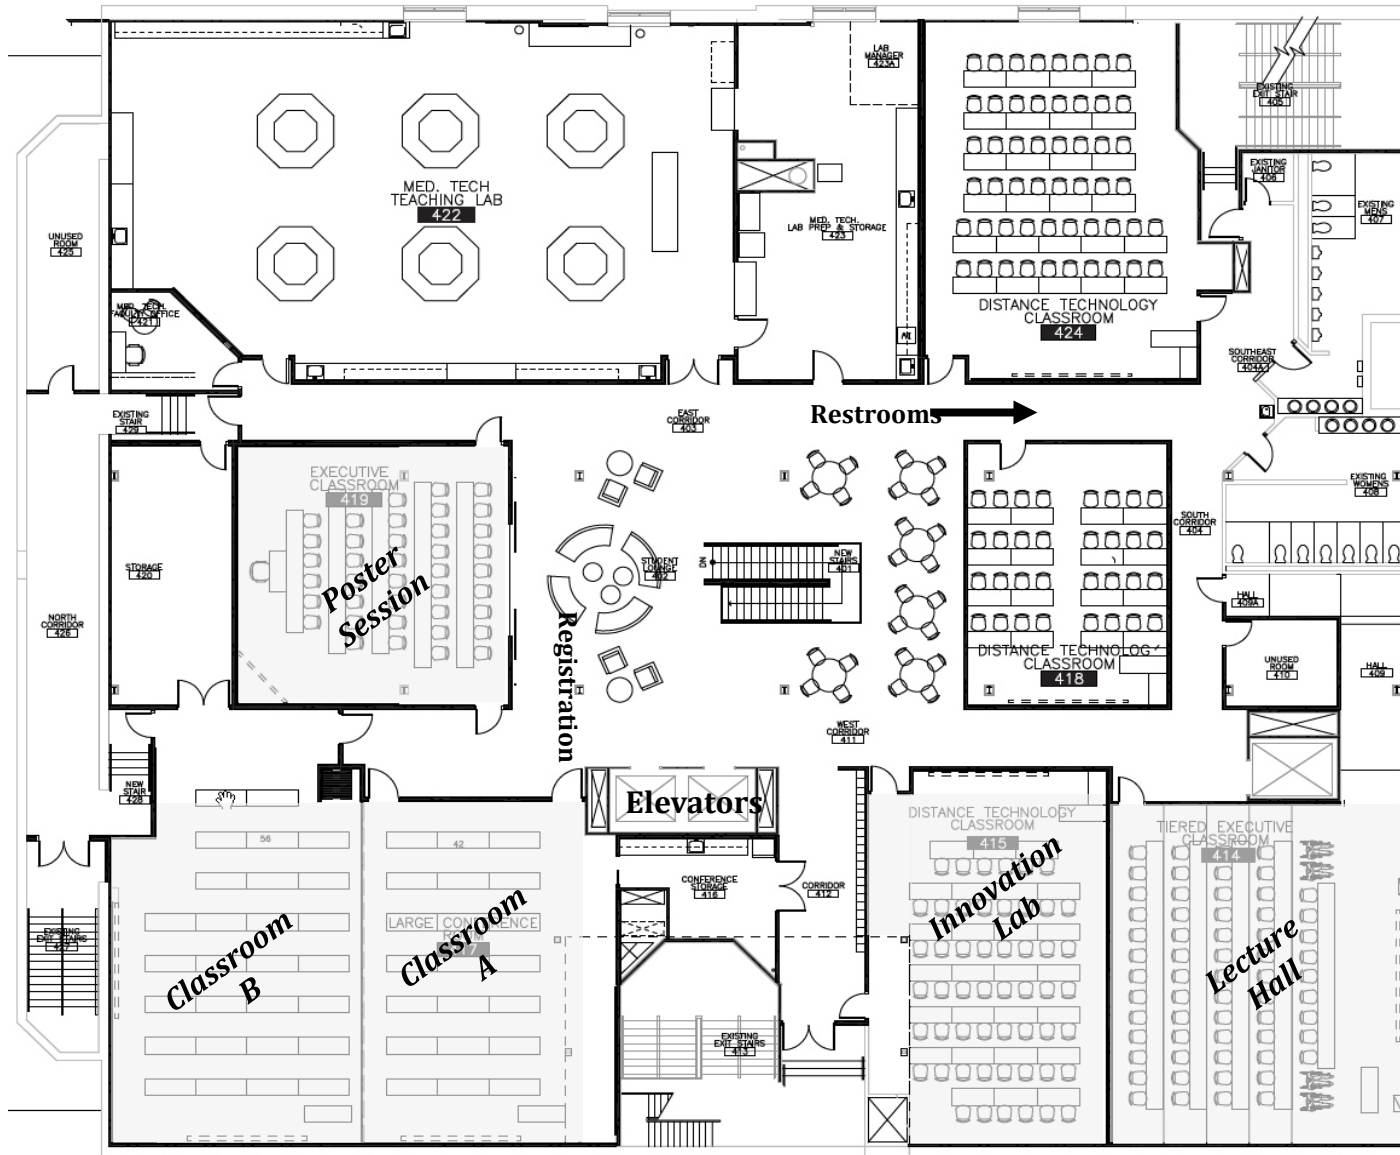 LAB
MANAGER
423A
EXISTING
EXIT STAIR
405
EXISTING
JANITOR
406
EXISTING
MENS
407
MED. TECH
TEACHING LAB
422
MED. TECH.
LAB PREP & STORAGE
423
UNUSED
ROOM
425
MED. TECH.
FACULTY OFFICE
421
DISTANCE TECHNOLOGY
CLASSROOM
424
SOUTHEAST
CORRIDOR
404A
EXISTING
STAIR
429
EAST
CORRIDOR
403
Restrooms
EXECUTIVE
CLASSROOM
419
EXISTING
WOMENS
408
SOUTH
CORRIDOR
404
STORAGE
420
Poster
Session
STUDENT
LOUNGE
402
DN
NEW
STAIRS
401
HALL
409A
NORTH
CORRIDOR
426
Registration
DISTANCE TECHNOLOGY
CLASSROOM
418
UNUSED
ROOM
410
HALL
409
WEST
CORRIDOR
411
NEW
STAIR
428
Elevators
56
42
DISTANCE TECHNOLOGY
CLASSROOM
415
TIERED EXECUTIVE
CLASSROOM
414
CONFERENCE
STORAGE
416
CORRIDOR
412
Innovation
Lab
LARGE CONFERENCE
Classroom
A
Classroom
B
Lecture
Hall
EXISTING
EXIT STAIRS
427
EXISTING
EXIT STAIRS
413